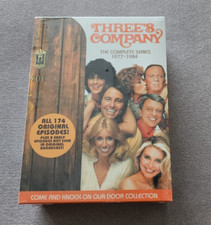 THREE'S
COMPANY
THE COMPLETE SERIES
1977-1984
ALL 174
ORIGINAL
EPISODES!
COME AND KNOCK ON OUR DOOR COLLECTION